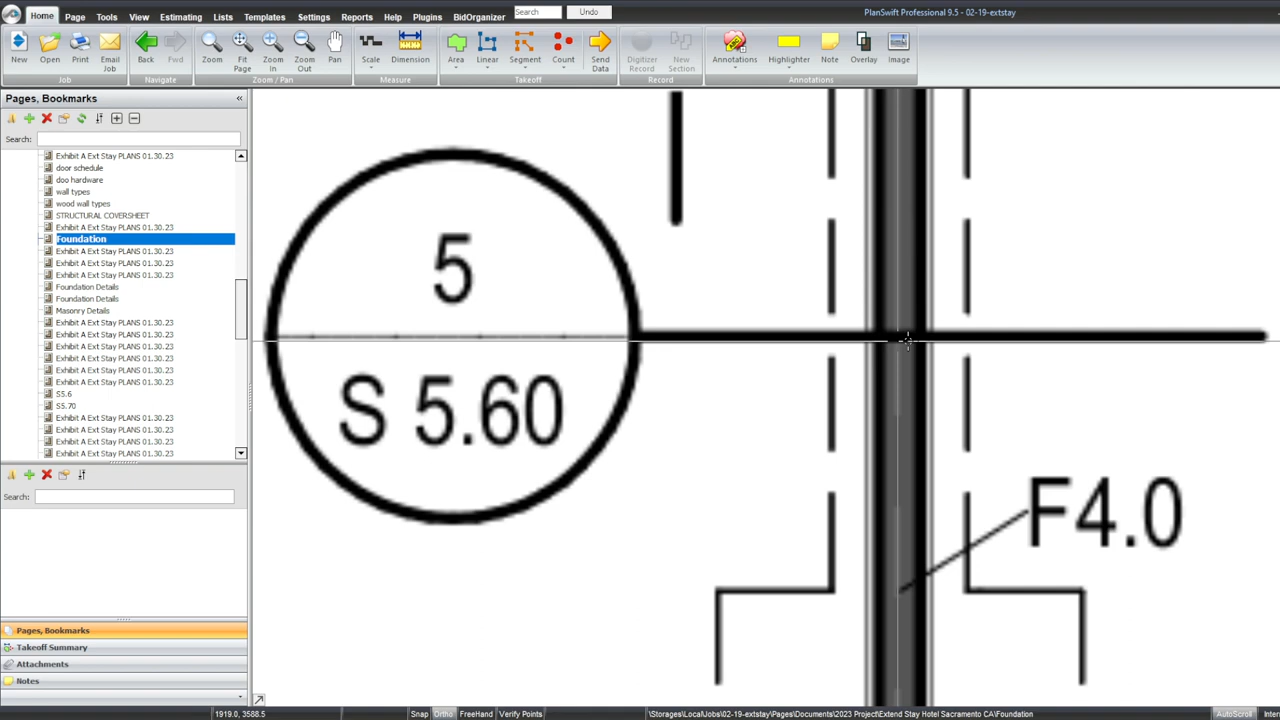 Home Page Tools View Estimating Lists Templates Settings Reports Help Plugins BidOrganizer Search Undo PlanSwift Professional 9.5 - 02-19-extstay
New Open Print Email Job Back Fwd Zoom Fit Page Zoom In Zoom Out Pan Scale Dimension Area Linear Segment Count Send Data Digitizer Record New Section Annotations Highlighter Note Overlay Image
Job Navigate Zoom / Pan Measure Takeoff Record Annotations
Pages, Bookmarks
Search:
Exhibit A Ext Stay PLANS 01.30.23
door schedule
doo hardware
wall types
wood wall types
STRUCTURAL COVERSHEET
Exhibit A Ext Stay PLANS 01.30.23
Foundation
Exhibit A Ext Stay PLANS 01.30.23
Exhibit A Ext Stay PLANS 01.30.23
Exhibit A Ext Stay PLANS 01.30.23
Foundation Details
Foundation Details
Masonry Details
Exhibit A Ext Stay PLANS 01.30.23
Exhibit A Ext Stay PLANS 01.30.23
Exhibit A Ext Stay PLANS 01.30.23
Exhibit A Ext Stay PLANS 01.30.23
Exhibit A Ext Stay PLANS 01.30.23
Exhibit A Ext Stay PLANS 01.30.23
S5.6
S5.70
Exhibit A Ext Stay PLANS 01.30.23
Exhibit A Ext Stay PLANS 01.30.23
Exhibit A Ext Stay PLANS 01.30.23
Exhibit A Ext Stay PLANS 01.30.23
Search:
Pages, Bookmarks
Takeoff Summary
Attachments
Notes
5
S 5.60
F4.0
1919.0, 3588.5 Snap Ortho FreeHand Verify Points \Storages\Local\Jobs\02-19-extstay\Pages\Documents\2023 Project\Extend Stay Hotel Sacramento CA\Foundation AutoScroll Inter